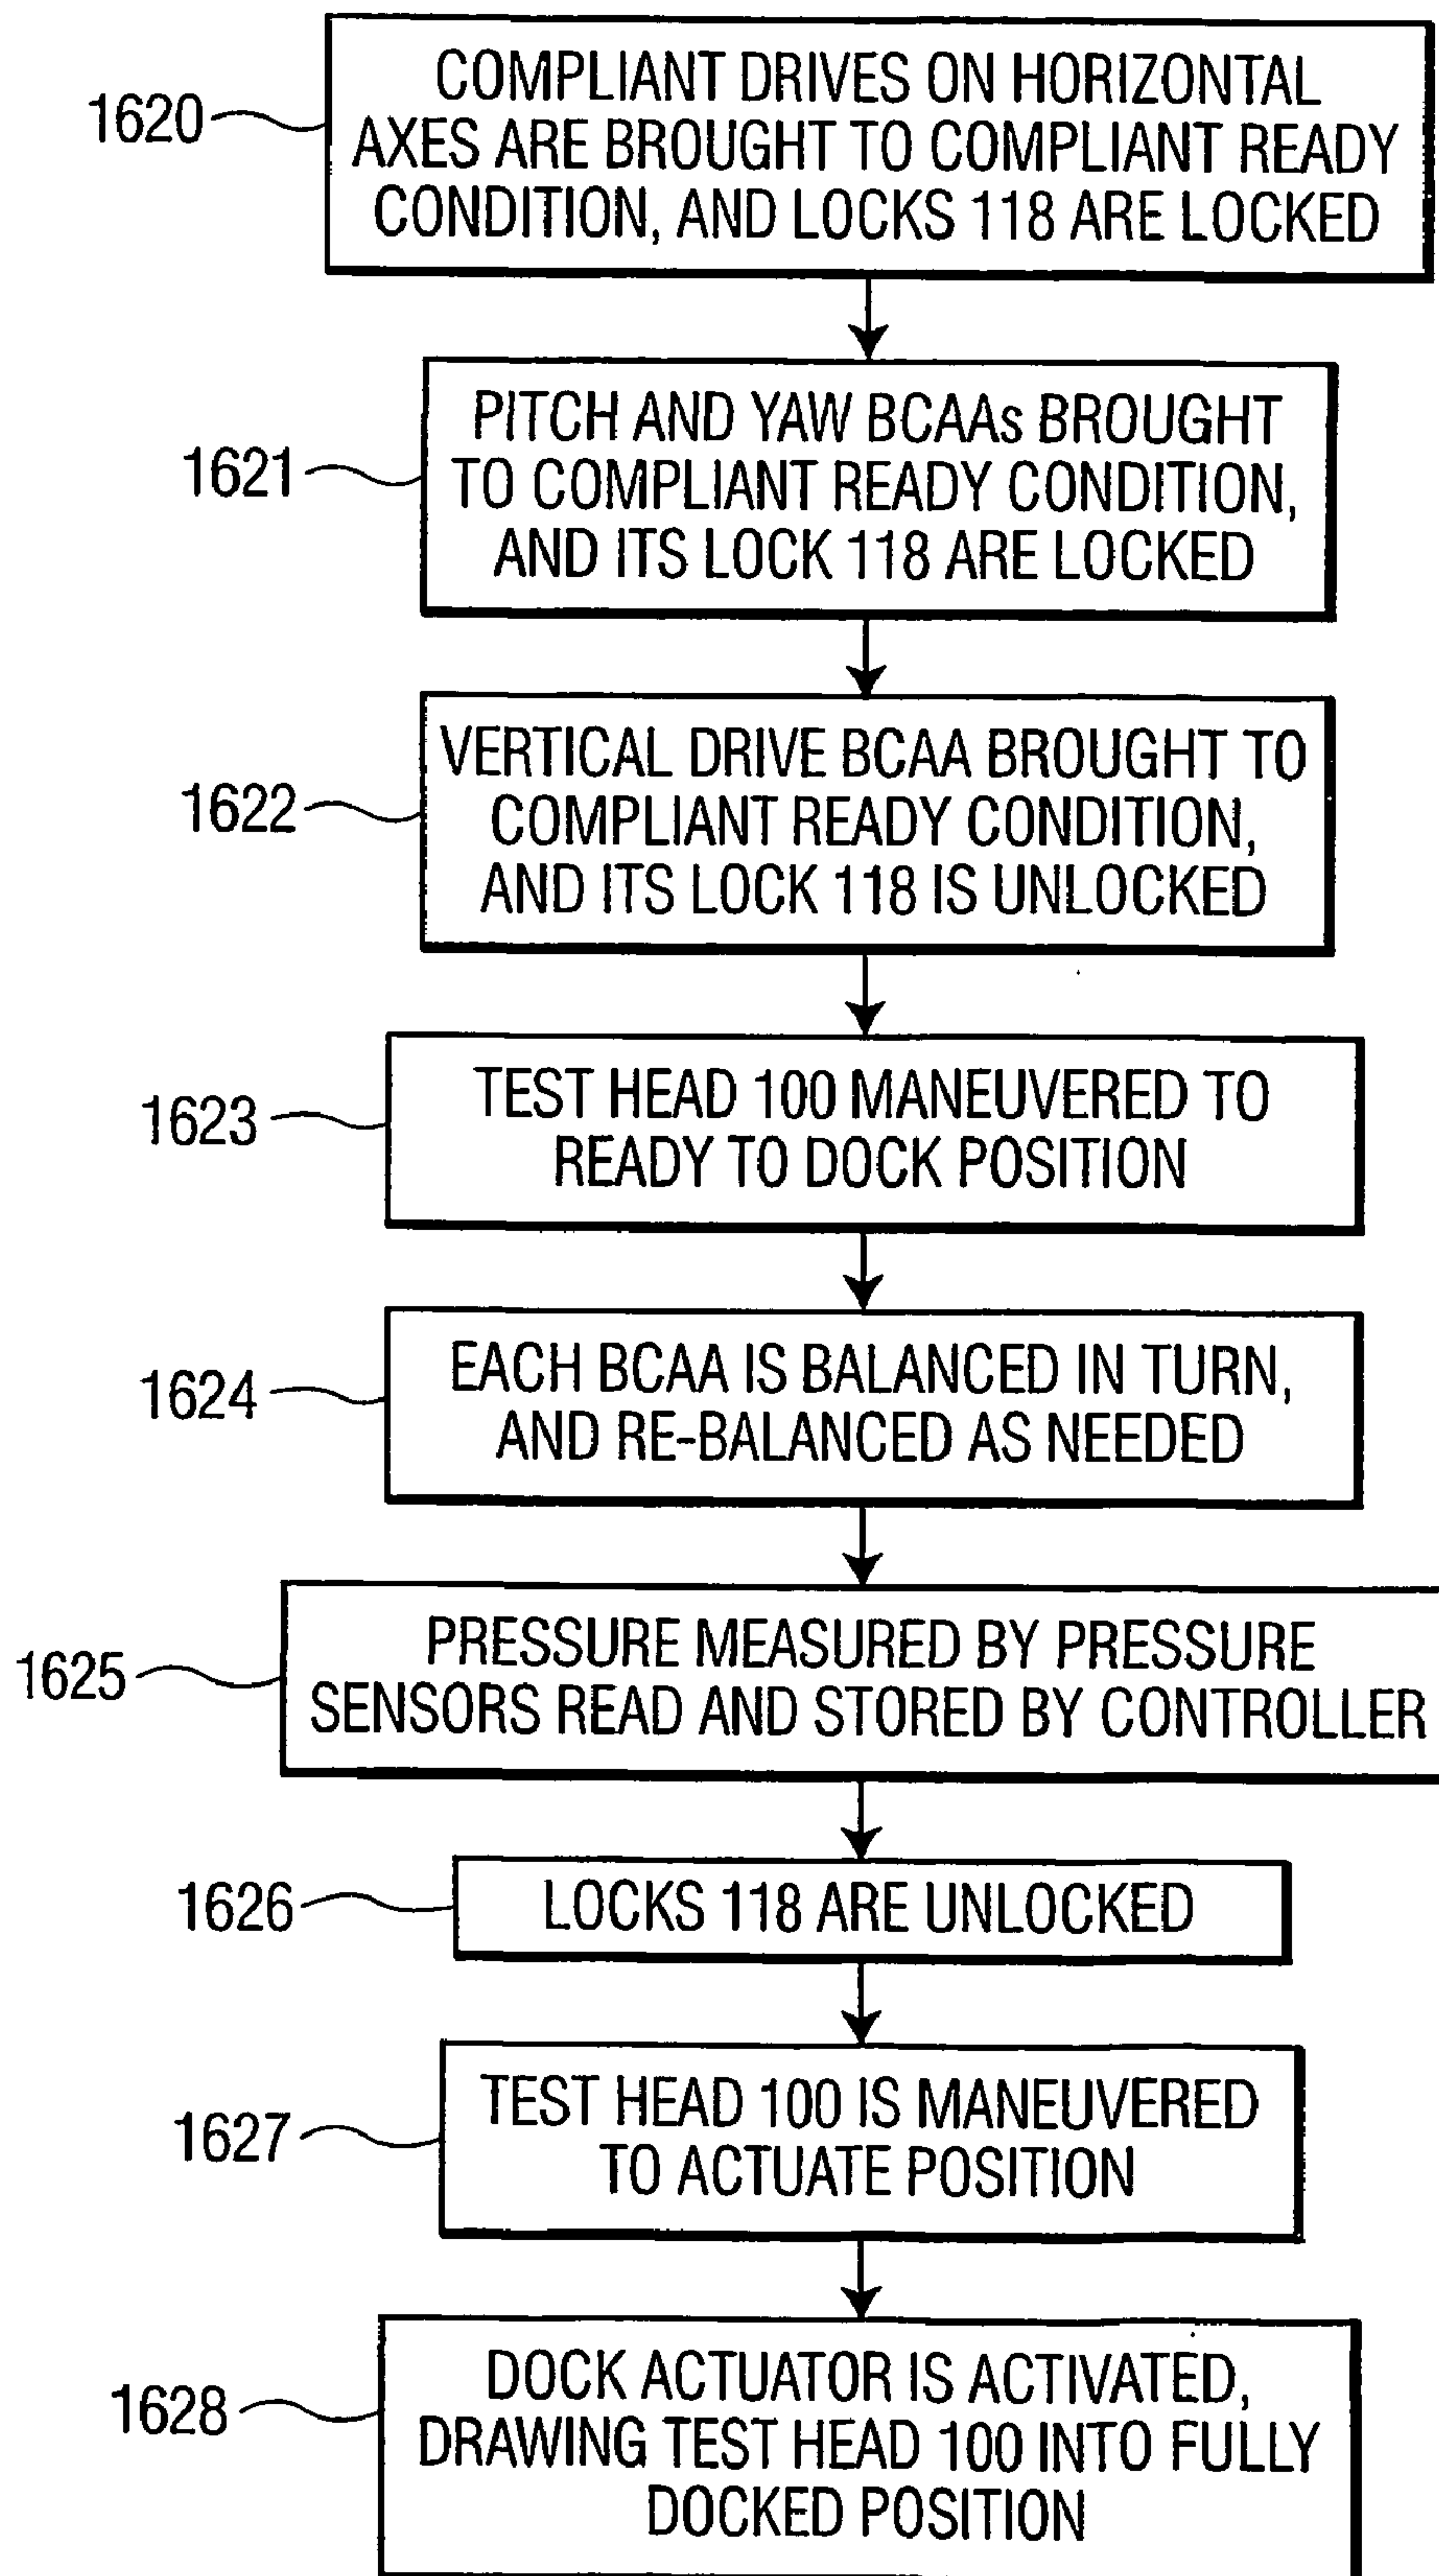 1620
COMPLIANT DRIVES ON HORIZONTAL
AXES ARE BROUGHT TO COMPLIANT READY
CONDITION, AND LOCKS 118 ARE LOCKED
1621
PITCH AND YAW BCAAs BROUGHT
TO COMPLIANT READY CONDITION,
AND ITS LOCK 118 ARE LOCKED
1622
VERTICAL DRIVE BCAA BROUGHT TO
COMPLIANT READY CONDITION,
AND ITS LOCK 118 IS UNLOCKED
1623
TEST HEAD 100 MANEUVERED TO
READY TO DOCK POSITION
1624
EACH BCAA IS BALANCED IN TURN,
AND RE-BALANCED AS NEEDED
1625
PRESSURE MEASURED BY PRESSURE
SENSORS READ AND STORED BY CONTROLLER
1626
LOCKS 118 ARE UNLOCKED
1627
TEST HEAD 100 IS MANEUVERED
TO ACTUATE POSITION
1628
DOCK ACTUATOR IS ACTIVATED,
DRAWING TEST HEAD 100 INTO FULLY
DOCKED POSITION